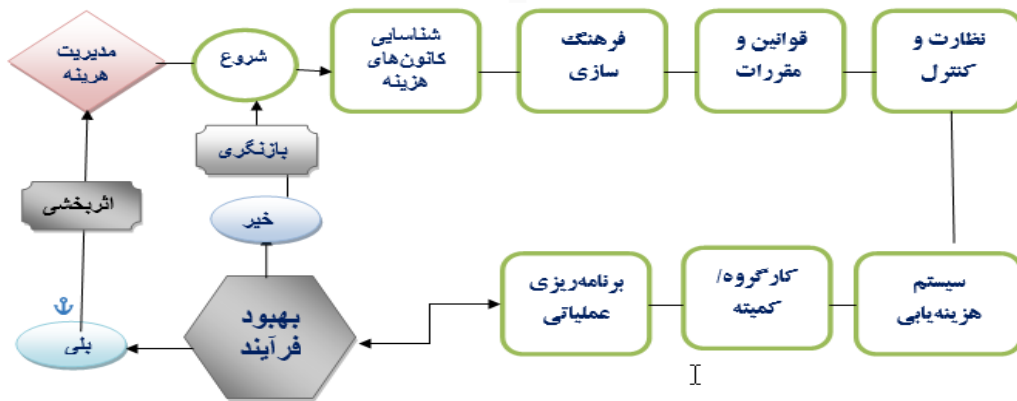 مدیریت
هرینه
شروع
شناسایی
کانون‌های
هزینه
فرهنگ
سازی
قوانین و
مقررات
نظارت و
کنترل
بازنگری
اثربخشی
خیر
برنامه‌ریزی
عملیاتی
کارگروه/
کمیته
سیستم
هزینه‌یابی
بهبود
فرآیند
بلی